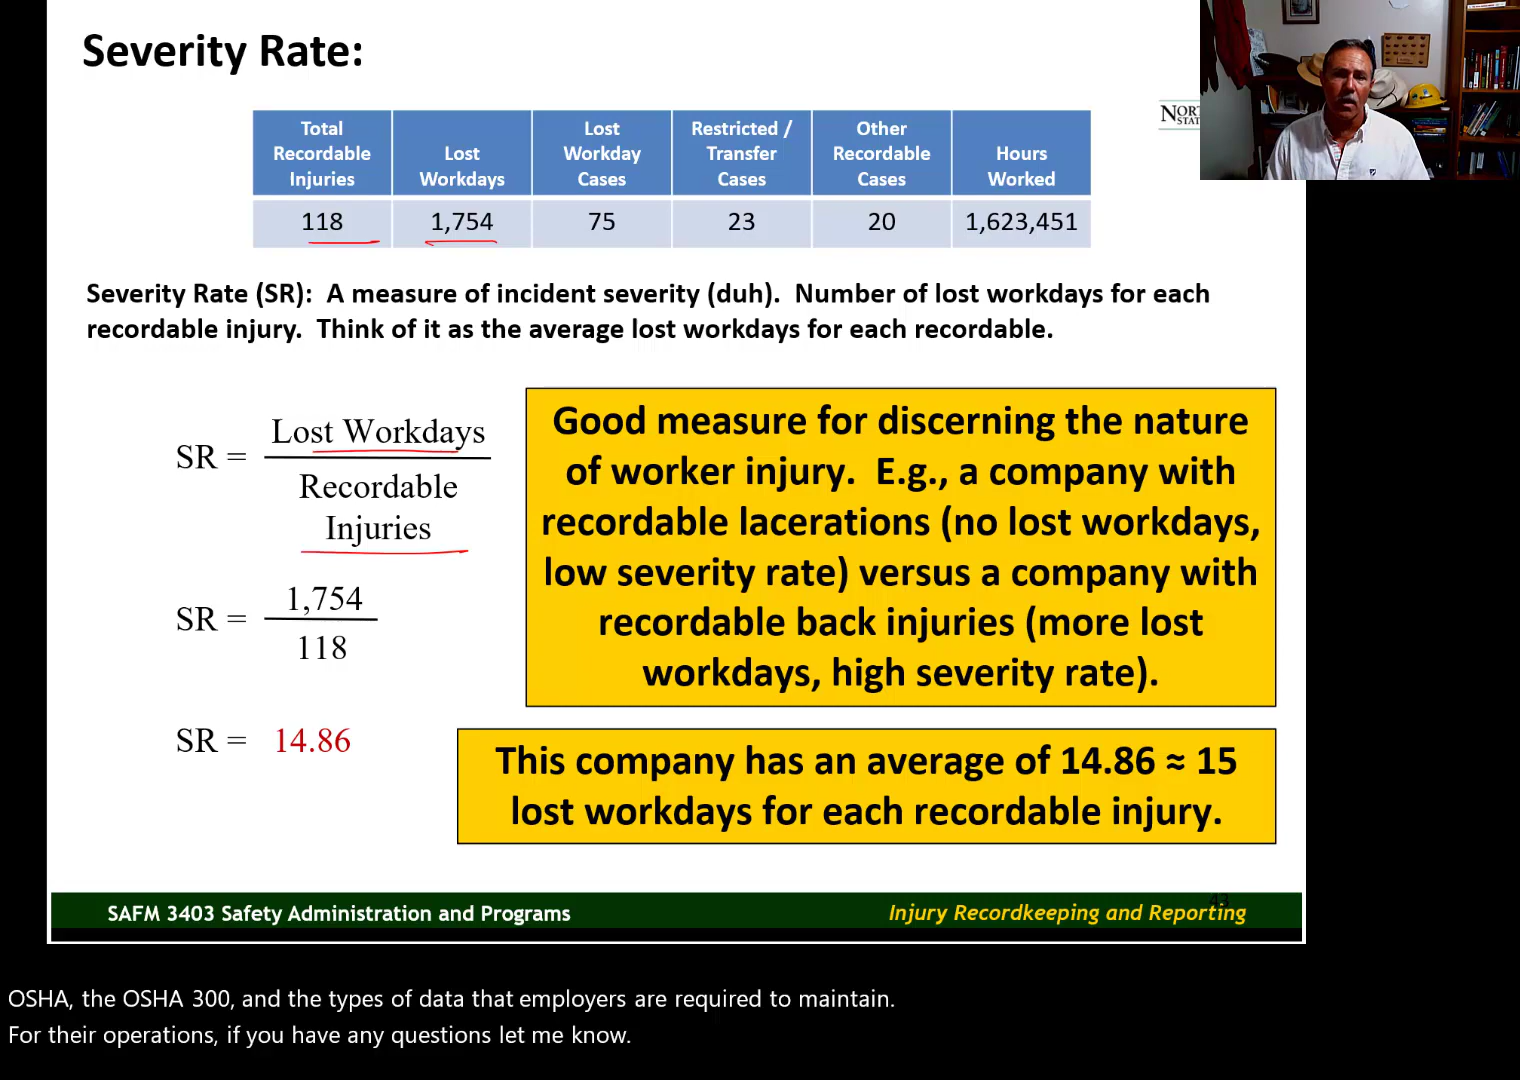 Severity Rate:
Total Recordable Injuries
Lost Workdays
Lost Workday Cases
Restricted / Transfer Cases
Other Recordable Cases
Hours Worked
118
1,754
75
23
20
1,623,451
Severity Rate (SR): A measure of incident severity (duh). Number of lost workdays for each
recordable injury. Think of it as the average lost workdays for each recordable.
SR = Lost Workdays
Recordable
Injuries
SR = 1,754
118
SR = 14.86
Good measure for discerning the nature
of worker injury. E.g., a company with
recordable lacerations (no lost workdays,
low severity rate) versus a company with
recordable back injuries (more lost
workdays, high severity rate).
This company has an average of 14.86 ≈ 15
lost workdays for each recordable injury.
43
SAFM 3403 Safety Administration and Programs
Injury Recordkeeping and Reporting
OSHA, the OSHA 300, and the types of data that employers are required to maintain.
For their operations, if you have any questions let me know.